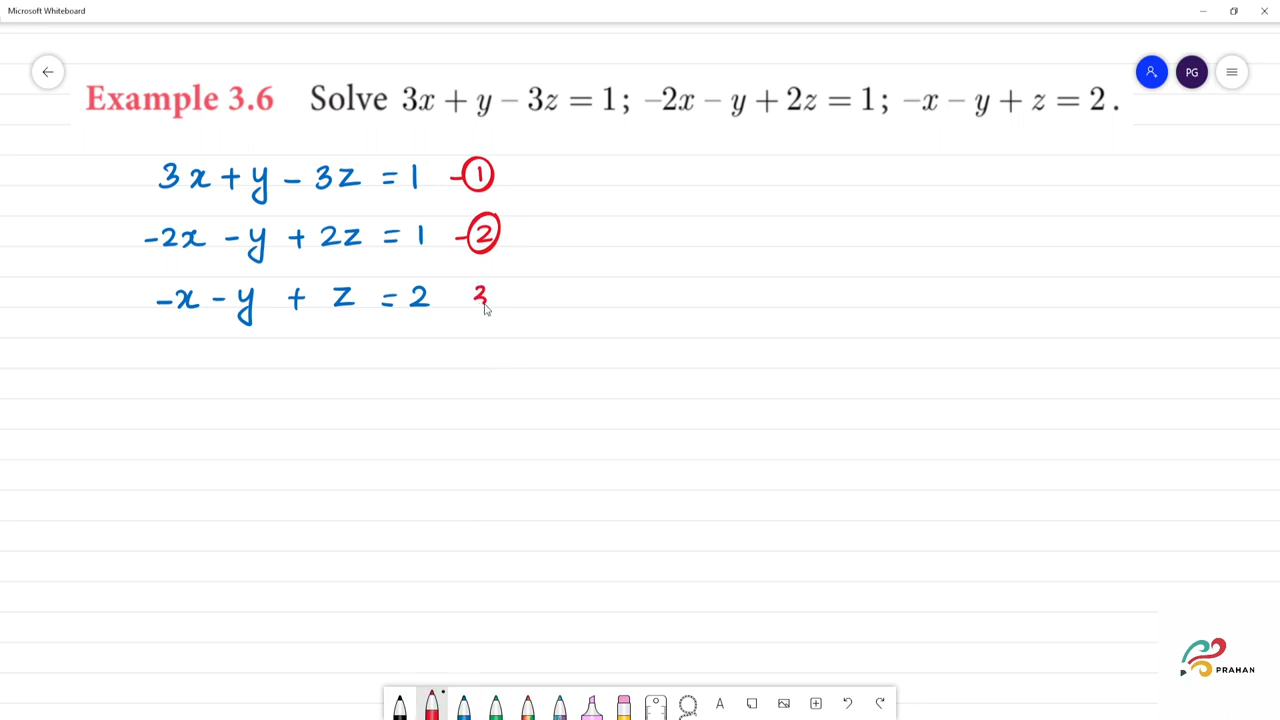 Microsoft Whiteboard
PG
Example 3.6 Solve 3x + y – 3z = 1; –2x – y + 2z = 1; –x – y + z = 2.
3x + y - 3z = 1 - 1
-2x - y + 2z = 1 - 2
-x - y + z = 2 3
PRAHAN
A